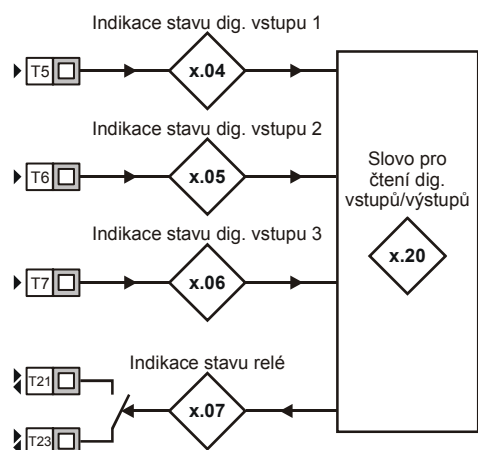 Indikace stavu dig. vstupu 1
T5
x.04
Indikace stavu dig. vstupu 2
T6
x.05
Slovo pro
čtení dig.
vstupů/výstupů
x.20
Indikace stavu dig. vstupu 3
T7
x.06
Indikace stavu relé
T21
x.07
T23